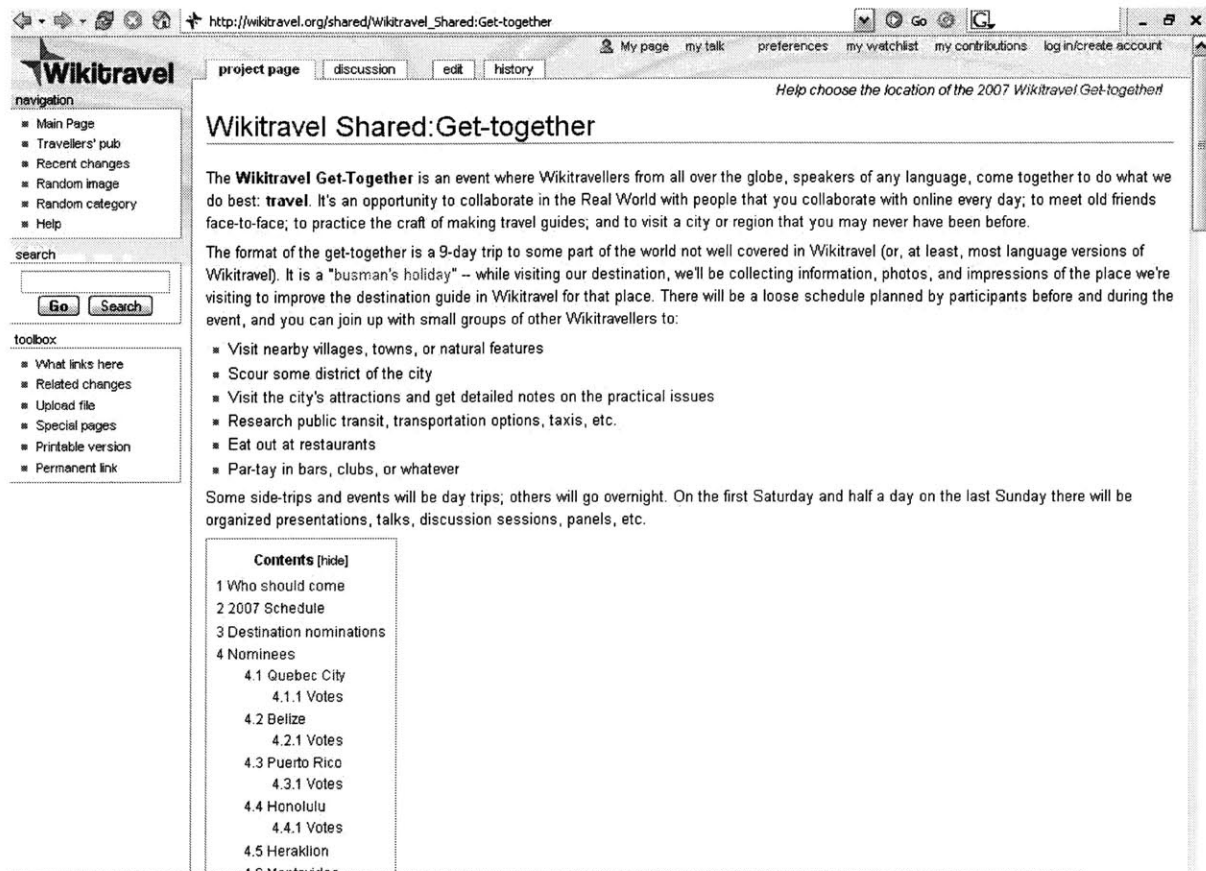 http://wikitravel.org/shared/Wikitravel_Shared:Get-together
Go
G
My page my talk preferences my watchlist my contributions log in/create account
Wikitravel
project page discussion edit history
Help choose the location of the 2007 Wikitravel Get-together!
navigation
Main Page
Travellers' pub
Recent changes
Random image
Random category
Help
search
Go Search
toolbox
What links here
Related changes
Upload file
Special pages
Printable version
Permanent link
Wikitravel Shared:Get-together
The Wikitravel Get-Together is an event where Wikitravellers from all over the globe, speakers of any language, come together to do what we
do best: travel. It's an opportunity to collaborate in the Real World with people that you collaborate with online every day; to meet old friends
face-to-face; to practice the craft of making travel guides; and to visit a city or region that you may never have been before.
The format of the get-together is a 9-day trip to some part of the world not well covered in Wikitravel (or, at least, most language versions of
Wikitravel). It is a "busman's holiday" -- while visiting our destination, we'll be collecting information, photos, and impressions of the place we're
visiting to improve the destination guide in Wikitravel for that place. There will be a loose schedule planned by participants before and during the
event, and you can join up with small groups of other Wikitravellers to:
Visit nearby villages, towns, or natural features
Scour some district of the city
Visit the city's attractions and get detailed notes on the practical issues
Research public transit, transportation options, taxis, etc.
Eat out at restaurants
Par-tay in bars, clubs, or whatever
Some side-trips and events will be day trips; others will go overnight. On the first Saturday and half a day on the last Sunday there will be
organized presentations, talks, discussion sessions, panels, etc.
Contents [hide]
1 Who should come
2 2007 Schedule
3 Destination nominations
4 Nominees
4.1 Quebec City
4.1.1 Votes
4.2 Belize
4.2.1 Votes
4.3 Puerto Rico
4.3.1 Votes
4.4 Honolulu
4.4.1 Votes
4.5 Heraklion